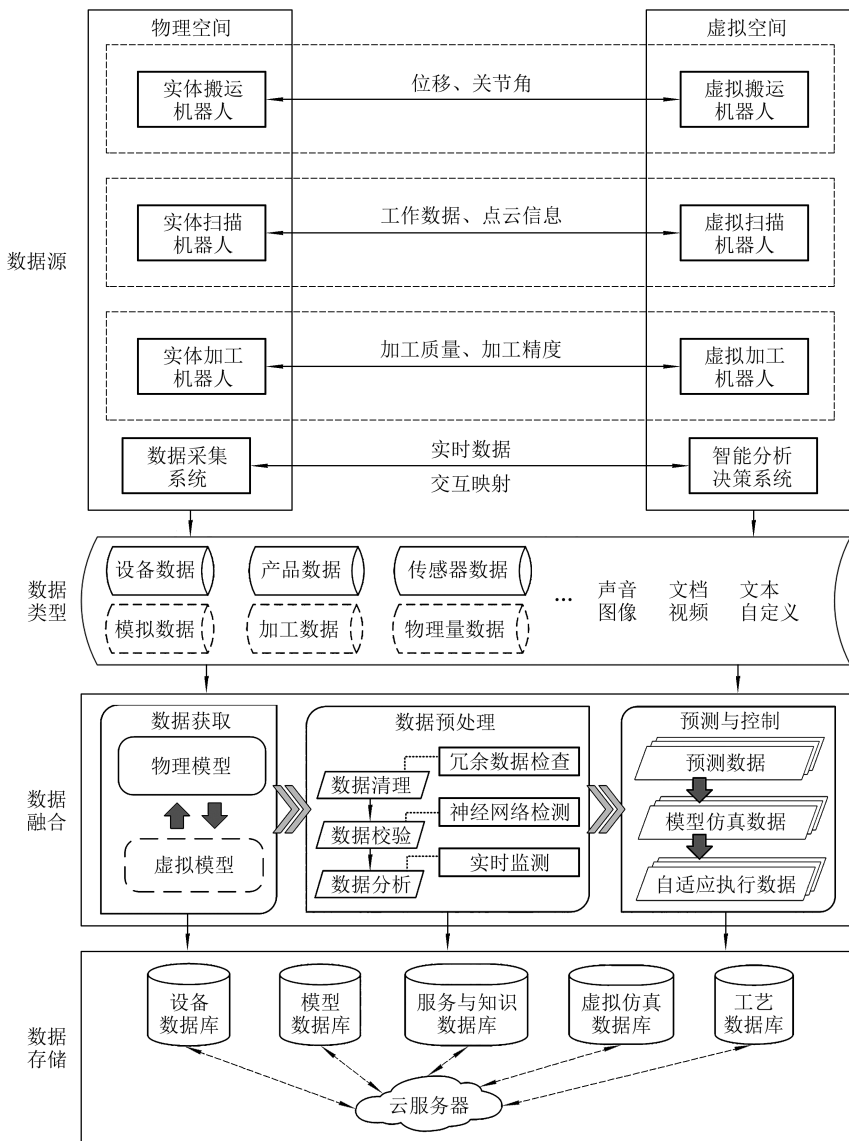 物理空间
虚拟空间
实体搬运
机器人
位移、关节角
虚拟搬运
机器人
实体扫描
机器人
工作数据、点云信息
虚拟扫描
机器人
数据源
实体加工
机器人
加工质量、加工精度
虚拟加工
机器人
数据采集
系统
实时数据
交互映射
智能分析
决策系统
数据
类型
设备数据
产品数据
传感器数据
模拟数据
加工数据
物理量数据
...
声音
图像
文档
视频
文本
自定义
数据
融合
数据获取
物理模型
虚拟模型
数据预处理
数据清理
冗余数据检查
数据校验
神经网络检测
数据分析
实时监测
预测与控制
预测数据
模型仿真数据
自适应执行数据
数据
存储
设备
数据库
模型
数据库
服务与知识
数据库
虚拟仿真
数据库
工艺
数据库
云服务器